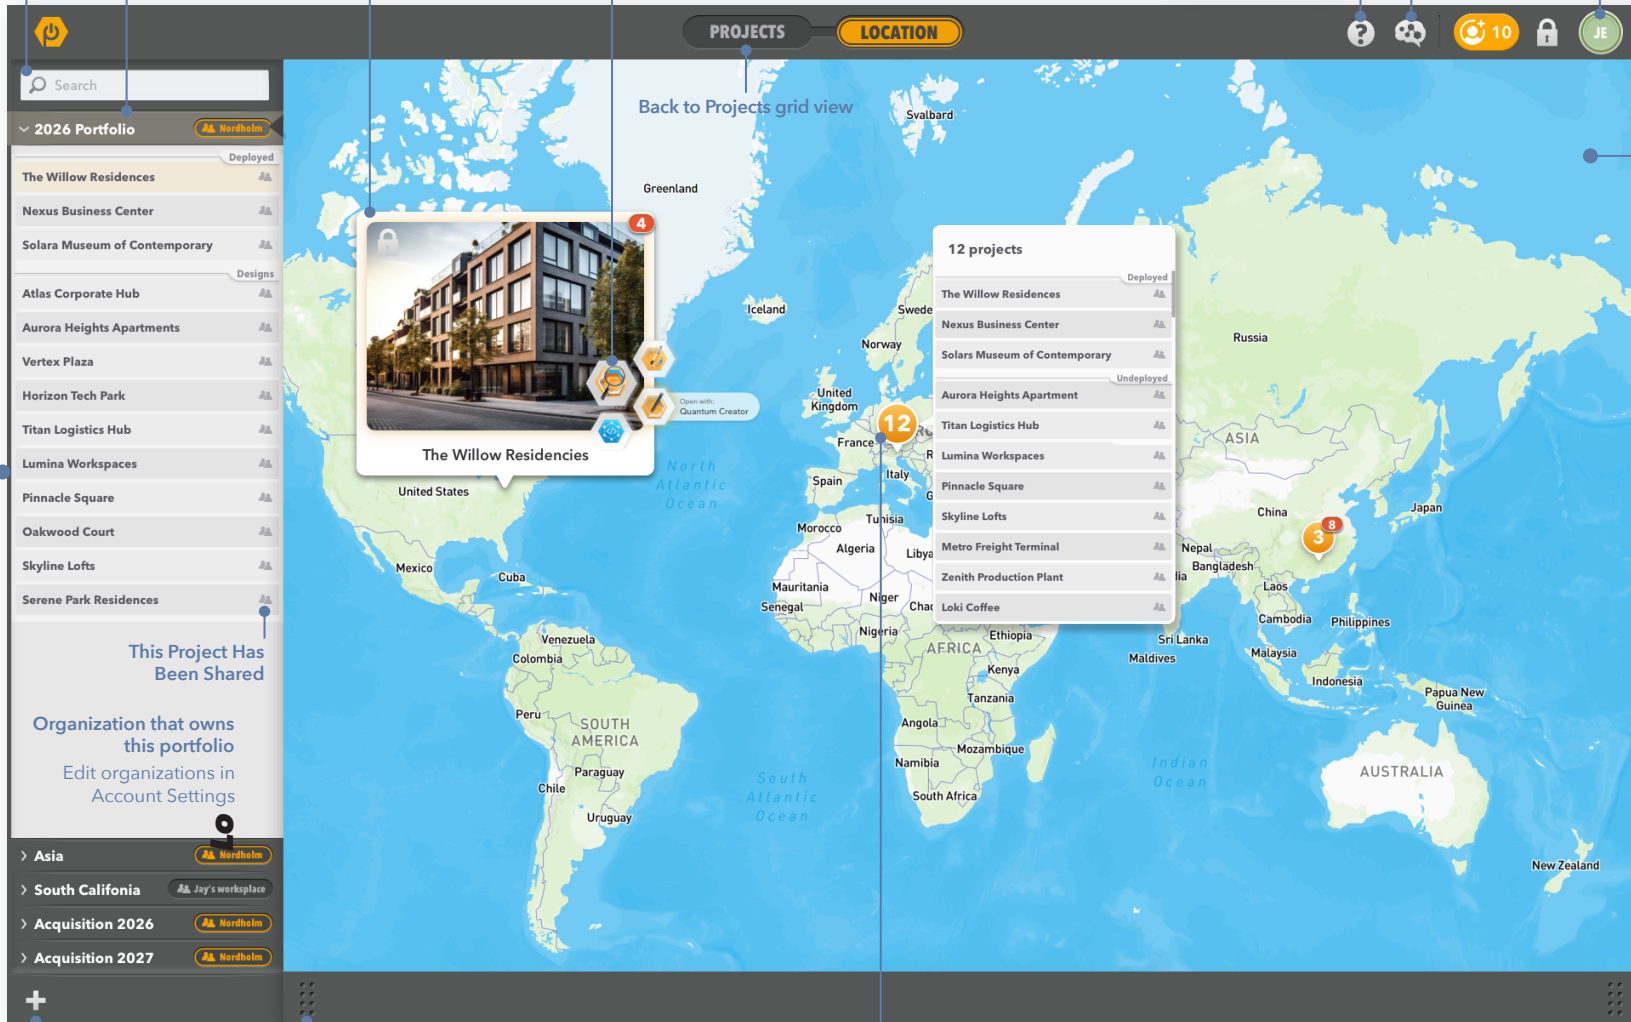 PROJECTS
LOCATION
10
JE
Search
Back to Projects grid view
2026 Portfolio
Nordholm
Deployed
The Willow Residences
Nexus Business Center
Solara Museum of Contemporary
Designs
Atlas Corporate Hub
Aurora Heights Apartments
Vertex Plaza
Horizon Tech Park
Titan Logistics Hub
Lumina Workspaces
Pinnacle Square
Oakwood Court
Skyline Lofts
Serene Park Residences
This Project Has
Been Shared
Organization that owns
this portfolio
Edit organizations in
Account Settings
Asia
Nordholm
South Califonia
Jay's worksplace
Acquisition 2026
Nordholm
Acquisition 2027
Nordholm
4
Open with:
Quantum Creator
The Willow Residencies
12 projects
Deployed
The Willow Residences
Nexus Business Center
Solars Museum of Contemporary
Undeployed
Aurora Heights Apartment
Titan Logistics Hub
Lumina Workspaces
Pinnacle Square
Skyline Lofts
Metro Freight Terminal
Zenith Production Plant
Loki Coffee
12
3
8
Svalbard
Greenland
Iceland
Swede
Norway
Russia
United
Kingdom
France
Italy
Spain
ASIA
North
Atlantic
Ocean
United States
China
Japan
Morocco
Tunisia
Algeria
Libya
Nepal
Bangladesh
Mexico
Cuba
Mauritania
Niger
Chad
Senegal
Laos
Cambodia
Philippines
Nigeria
Ethiopia
Venezuela
Colombia
AFRICA
Sri Lanka
Maldives
Malaysia
Kenya
Indonesia
Tanzania
Papua New
Guinea
Peru
SOUTH
AMERICA
Angola
Mozambique
Namibia
Indian
Ocean
AUSTRALIA
Paraguay
Chile
South
Atlantic
Ocean
South Africa
Uruguay
New Zealand